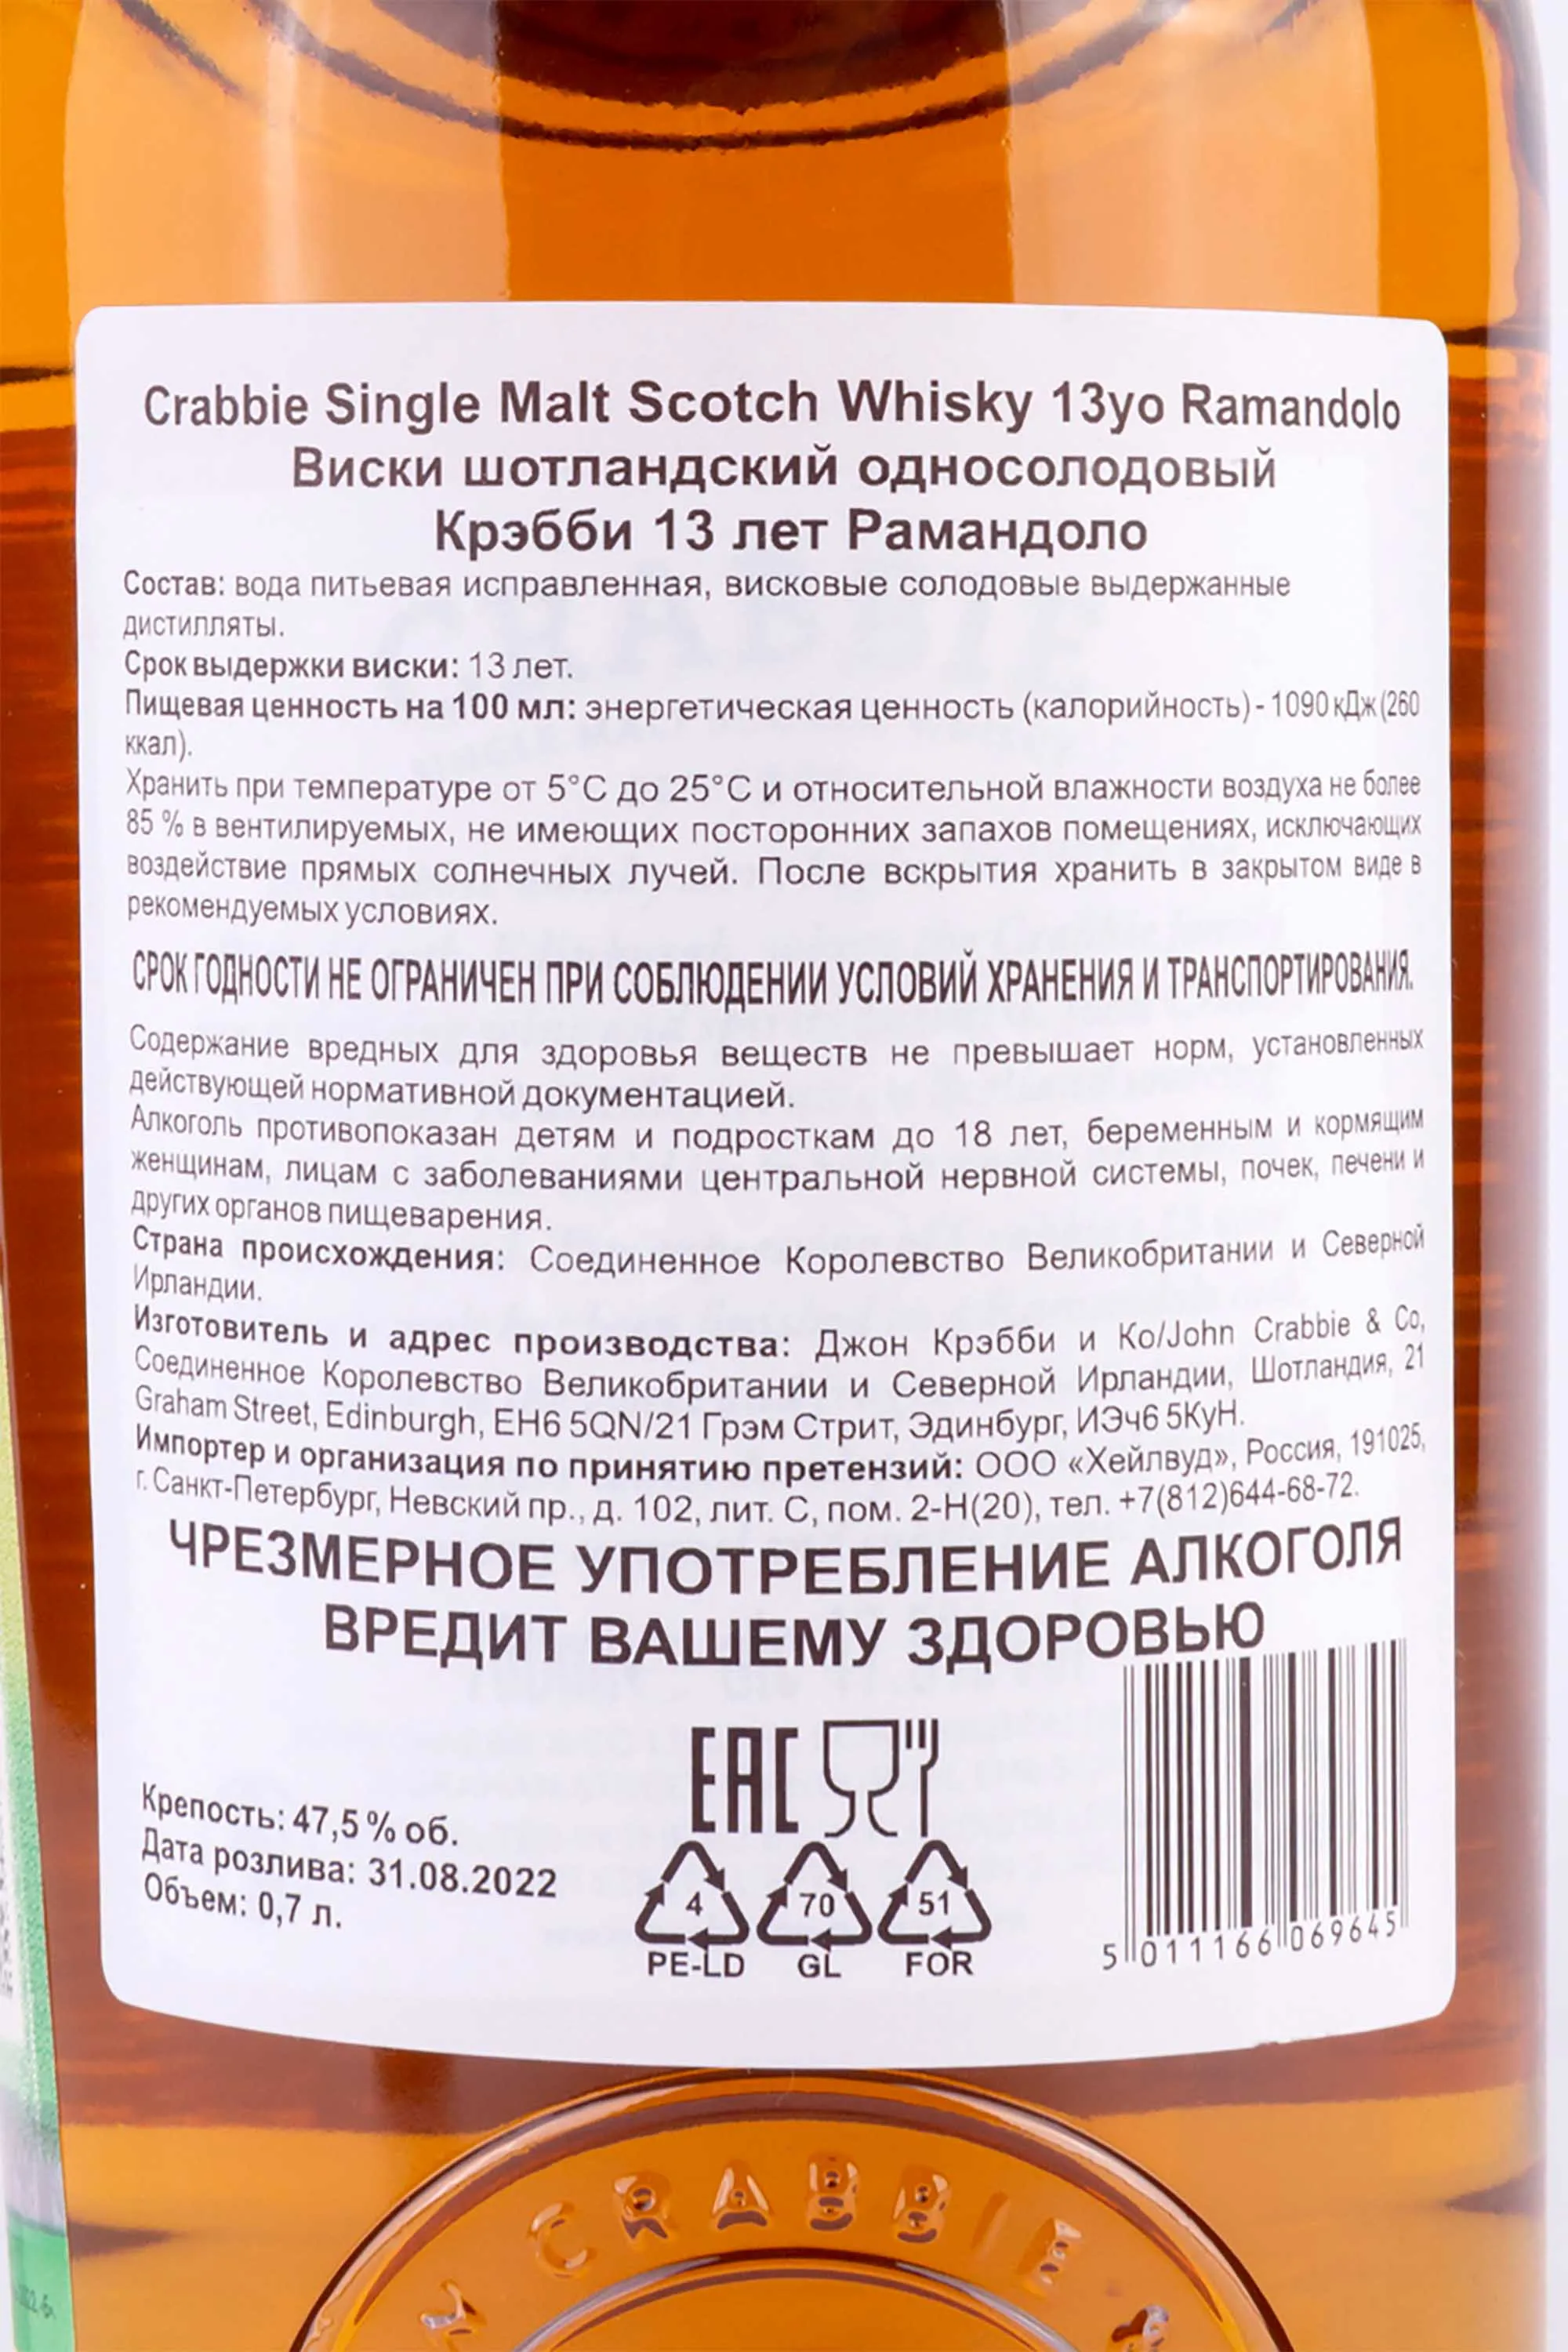 Crabbie Single Malt Scotch Whisky 13yo Ramandolo
Виски шотландский односолодовый
Крэбби 13 лет Рамандоло
Состав: вода питьевая исправленная, висковые солодовые выдержанные
дистилляты.
Срок выдержки виски: 13 лет.
Пищевая ценность на 100 мл: энергетическая ценность (калорийность) - 1090 кДж (260
ккал).
Хранить при температуре от 5°С до 25°С и относительной влажности воздуха не более
85 % в вентилируемых, не имеющих посторонних запахов помещениях, исключающих
воздействие прямых солнечных лучей. После вскрытия хранить в закрытом виде в
рекомендуемых условиях.
СРОК ГОДНОСТИ НЕ ОГРАНИЧЕН ПРИ СОБЛЮДЕНИИ УСЛОВИЙ ХРАНЕНИЯ И ТРАНСПОРТИРОВАНИЯ.
Содержание вредных для здоровья веществ не превышает норм, установленных
действующей нормативной документацией.
Алкоголь противопоказан детям и подросткам до 18 лет, беременным и кормящим
женщинам, лицам с заболеваниями центральной нервной системы, почек, печени и
других органов пищеварения.
Страна происхождения: Соединенное Королевство Великобритании и Северной
Ирландии.
Изготовитель и адрес производства: Джон Крэбби и Ко/John Crabbie & Co,
Соединенное Королевство Великобритании и Северной Ирландии, Шотландия, 21
Graham Street, Edinburgh, EH6 5QN/21 Грэм Стрит, Эдинбург, ИЭч6 5КуН.
Импортер и организация по принятию претензий: ООО «Хейлвуд», Россия, 191025,
г. Санкт-Петербург, Невский пр., д. 102, лит. С, пом. 2-Н(20), тел. +7(812)644-68-72.
ЧРЕЗМЕРНОЕ УПОТРЕБЛЕНИЕ АЛКОГОЛЯ
ВРЕДИТ ВАШЕМУ ЗДОРОВЬЮ
EAC
Крепость: 47,5 % об.
Дата розлива: 31.08.2022
Объем: 0,7 л.
4 70 51
PE-LD GL FOR
5 011166 069645
CRABBIE &